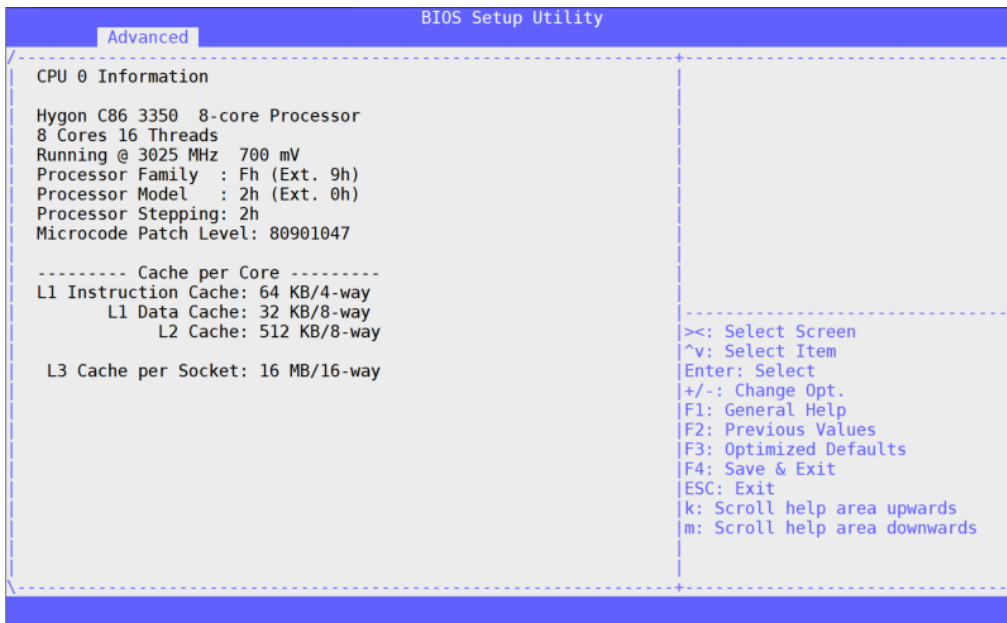 BIOS Setup Utility
Advanced
CPU 0 Information
Hygon C86 3350  8-core Processor
8 Cores 16 Threads
Running @ 3025 MHz  700 mV
Processor Family  : Fh (Ext. 9h)
Processor Model   : 2h (Ext. 0h)
Processor Stepping: 2h
Microcode Patch Level: 80901047
--------- Cache per Core ---------
L1 Instruction Cache: 64 KB/4-way
L1 Data Cache: 32 KB/8-way
L2 Cache: 512 KB/8-way
L3 Cache per Socket: 16 MB/16-way
><: Select Screen
^v: Select Item
Enter: Select
+/-: Change Opt.
F1: General Help
F2: Previous Values
F3: Optimized Defaults
F4: Save & Exit
ESC: Exit
k: Scroll help area upwards
m: Scroll help area downwards